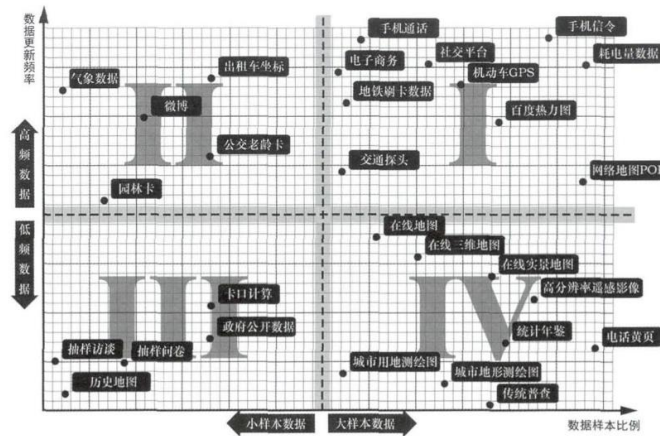 数据更新频率
手机通话
手机信令
电子商务
社交平台
耗电量数据
出租车坐标
机动车GPS
气象数据
地铁刷卡数据
微博
百度热力图
II
I
公交老龄卡
交通探头
网络地图POI
园林卡
高频数据
低频数据
在线地图
在线三维地图
在线实景地图
高分辨率遥感影像
卡口计算
政府公开数据
统计年鉴
电话黄页
III
IV
抽样访谈
抽样问卷
历史地图
城市用地测绘图
城市地形测绘图
传统普查
小样本数据
大样本数据
数据样本比例